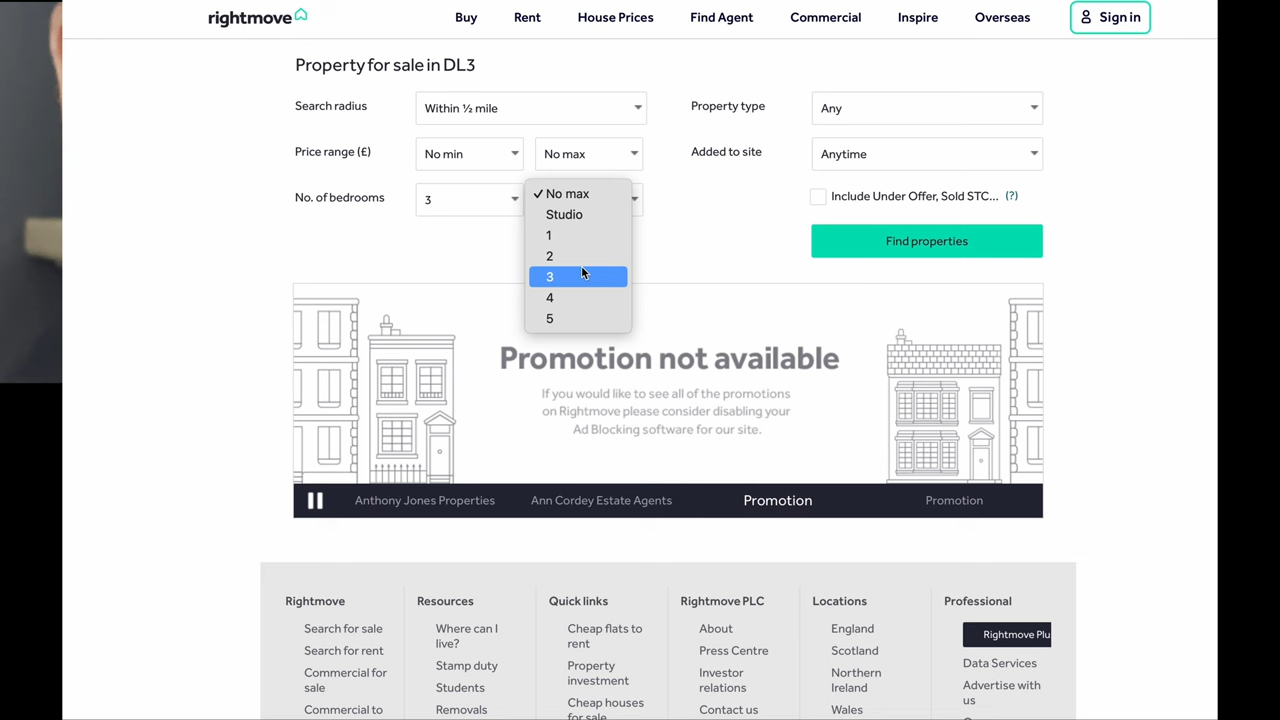 rightmove
Buy
Rent
House Prices
Find Agent
Commercial
Inspire
Overseas
Sign in
Property for sale in DL3
Search radius
Within ½ mile
Property type
Any
Price range (£)
No min
No max
Added to site
Anytime
No. of bedrooms
3
✓ No max
Studio
1
2
3
4
5
Include Under Offer, Sold STC... (?)
Find properties
Promotion not available
If you would like to see all of the promotions
on Rightmove please consider disabling your
Ad Blocking software for our site.
Anthony Jones Properties
Ann Cordey Estate Agents
Promotion
Promotion
Rightmove
Search for sale
Search for rent
Commercial for
sale
Commercial to
Resources
Where can I
live?
Stamp duty
Students
Removals
Quick links
Cheap flats to
rent
Property
investment
Cheap houses
for sale
Rightmove PLC
About
Press Centre
Investor
relations
Contact us
Locations
England
Scotland
Northern
Ireland
Wales
Professional
Rightmove Plu
Data Services
Advertise with
us